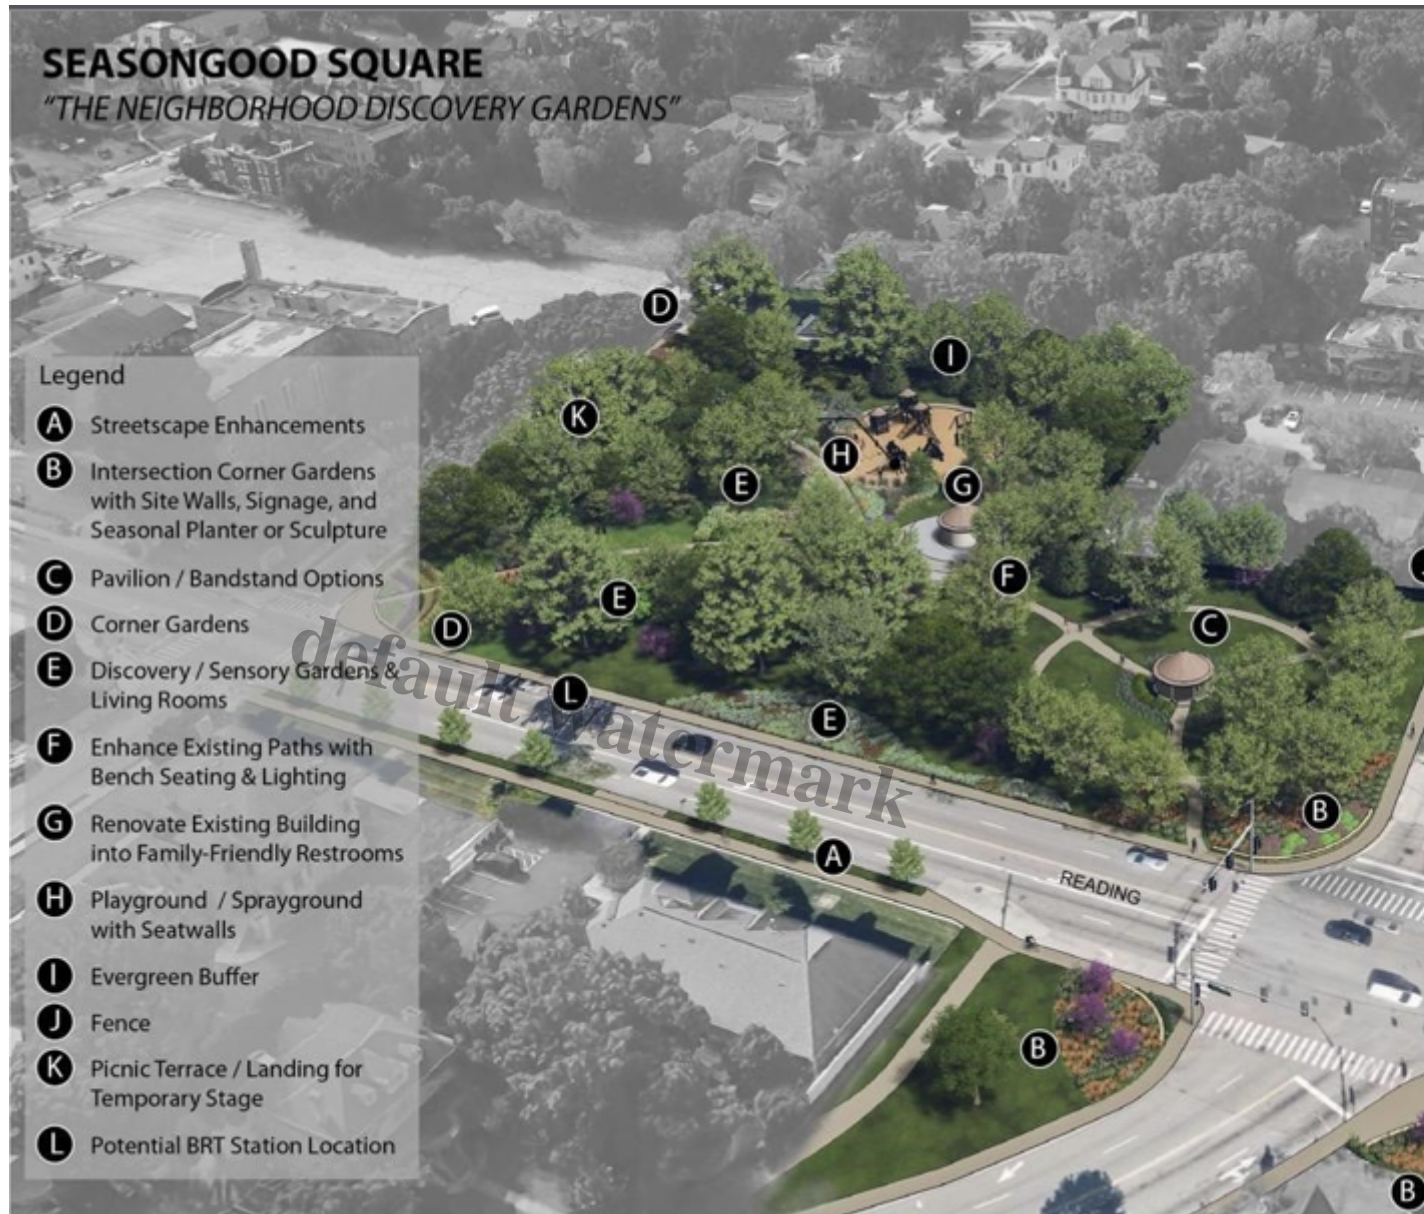 SEASONGOOD SQUARE
"THE NEIGHBORHOOD DISCOVERY GARDENS"
Legend
A Streetscape Enhancements
B Intersection Corner Gardens
with Site Walls, Signage, and
Seasonal Planter or Sculpture
C Pavilion / Bandstand Options
D Corner Gardens
E Discovery / Sensory Gardens &
Living Rooms
F Enhance Existing Paths with
Bench Seating & Lighting
G Renovate Existing Building
into Family-Friendly Restrooms
H Playground / Sprayground
with Seatwalls
I Evergreen Buffer
J Fence
K Picnic Terrace / Landing for
Temporary Stage
L Potential BRT Station Location
D
I
K
H
E
G
F
E
D
C
L
E
B
A
READING
B
B
default watermark